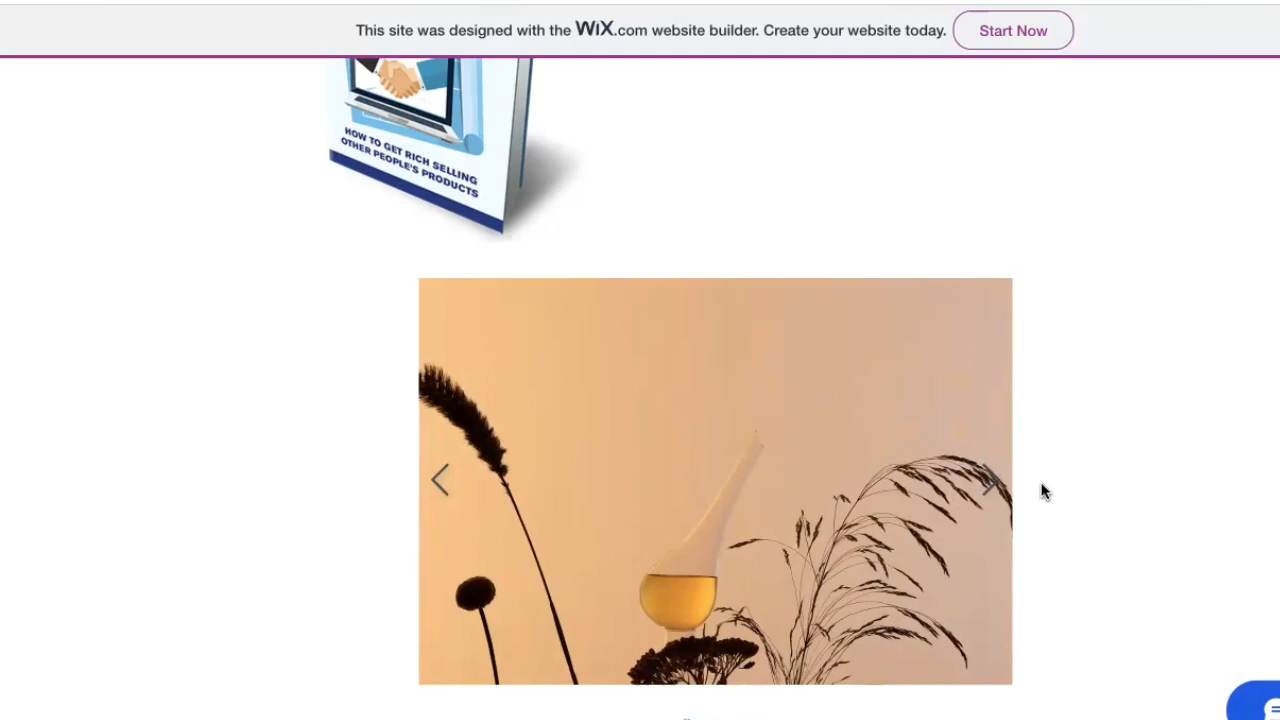 This site was designed with the WiX.com website builder. Create your website today. Start Now
HOW TO GET RICH SELLING
OTHER PEOPLE'S PRODUCTS